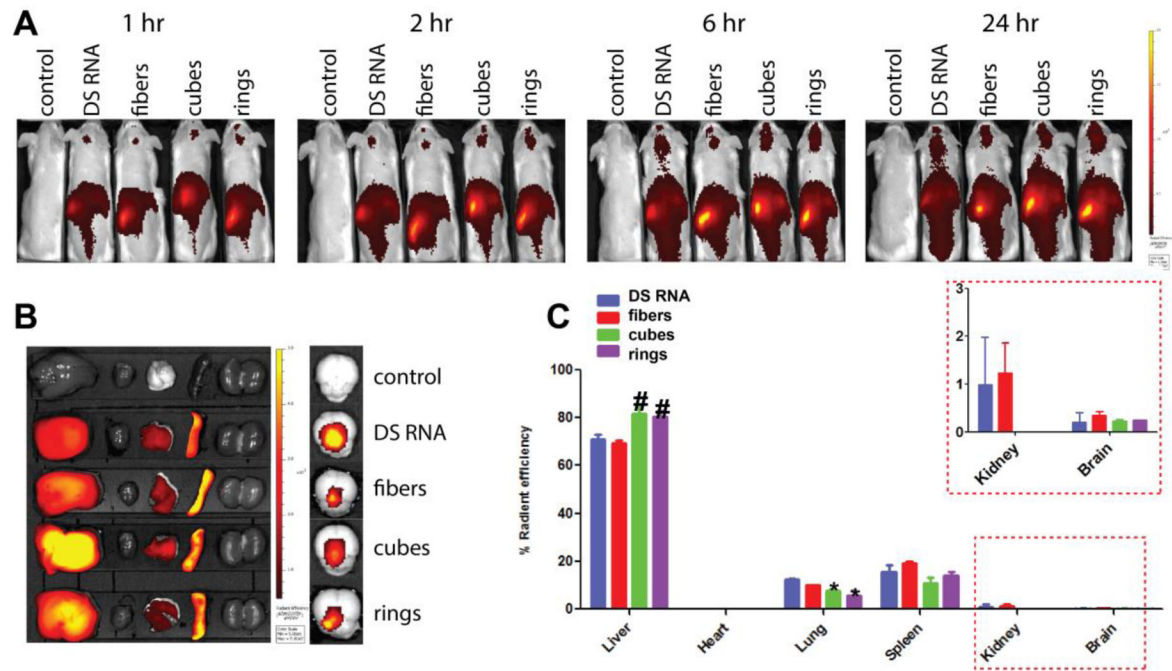 A
1 hr
2 hr
6 hr
24 hr
control
DS RNA
fibers
cubes
rings
control
DS RNA
fibers
cubes
rings
control
DS RNA
fibers
cubes
rings
control
DS RNA
fibers
cubes
rings
B
control
DS RNA
fibers
cubes
rings
C
DS RNA
fibers
cubes
rings
% Radient efficiency
100
80
60
40
20
0
# #
* *
Liver
Heart
Lung
Spleen
Kidney
Brain
3
2
1
0
Kidney
Brain